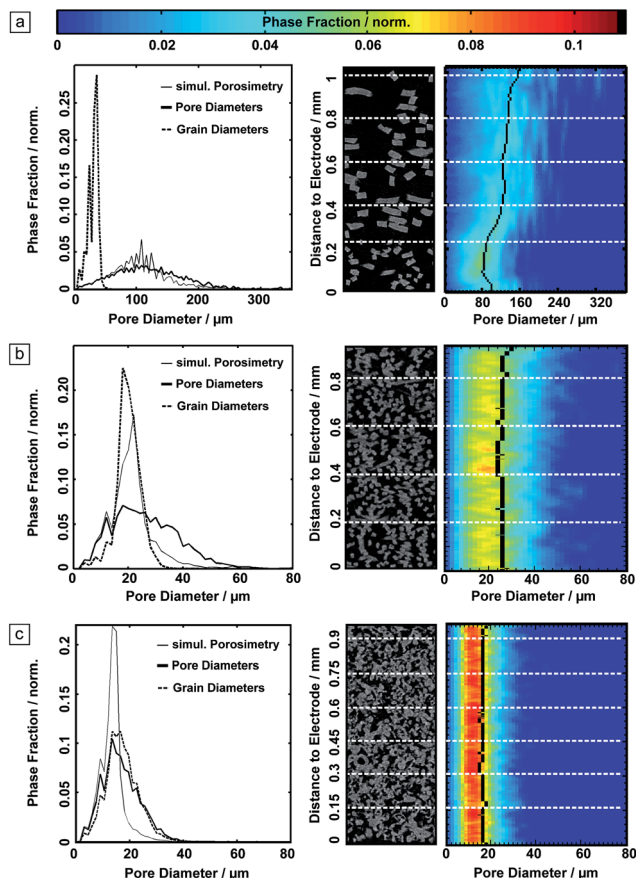 a
Phase Fraction / norm.
0
0.02
0.04
0.06
0.08
0.1
Phase Fraction / norm.
0.25
0.20
0.15
0.10
0.05
0
simul. Porosimetry
Pore Diameters
Grain Diameters
0
100
200
300
Pore Diameter / µm
Distance to Electrode / mm
1
0.8
0.6
0.4
0.2
0
0
80
160
240
320
Pore Diameter / µm
b
Phase Fraction / norm.
0.20
0.15
0.10
0.05
0
simul. Porosimetry
Pore Diameters
Grain Diameters
0
20
40
60
80
Pore Diameter / µm
Distance to Electrode / mm
0.8
0.6
0.4
0.2
0
0
20
40
60
80
Pore Diameter / µm
c
Phase Fraction / norm.
0.2
0.15
0.1
0.05
0
simul. Porosimetry
Pore Diameters
Grain Diameters
0
20
40
60
80
Pore Diameter / µm
Distance to Electrode / mm
0.9
0.75
0.6
0.45
0.3
0.15
0
0
20
40
60
80
Pore Diameter / µm